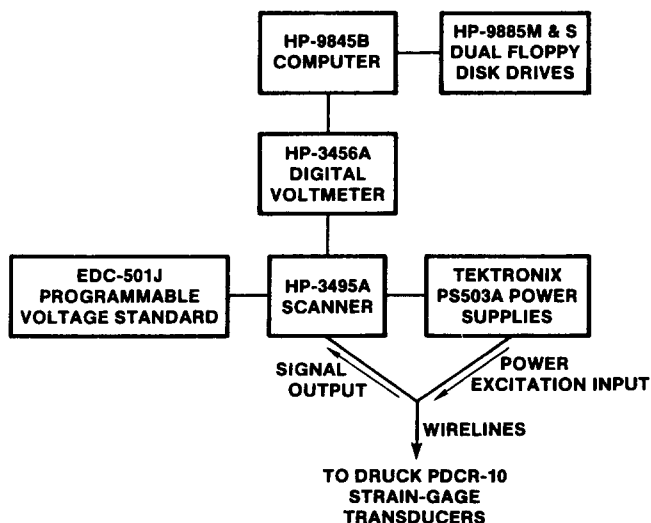 HP-9845B
COMPUTER
HP-9885M & S
DUAL FLOPPY
DISK DRIVES
HP-3456A
DIGITAL
VOLTMETER
EDC-501J
PROGRAMMABLE
VOLTAGE STANDARD
HP-3495A
SCANNER
TEKTRONIX
PS503A POWER
SUPPLIES
SIGNAL
OUTPUT
POWER
EXCITATION INPUT
WIRELINES
TO DRUCK PDCR-10
STRAIN-GAGE
TRANSDUCERS